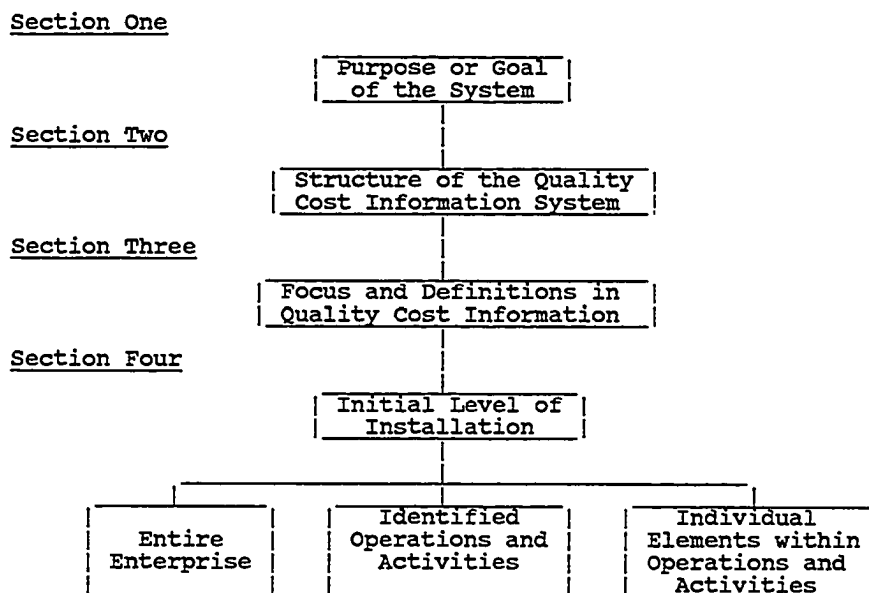 Section One
Purpose or Goal
of the System
Section Two
Structure of the Quality
Cost Information System
Section Three
Focus and Definitions in
Quality Cost Information
Section Four
Initial Level of
Installation
Entire
Enterprise
Identified
Operations and
Activities
Individual
Elements within
Operations and
Activities